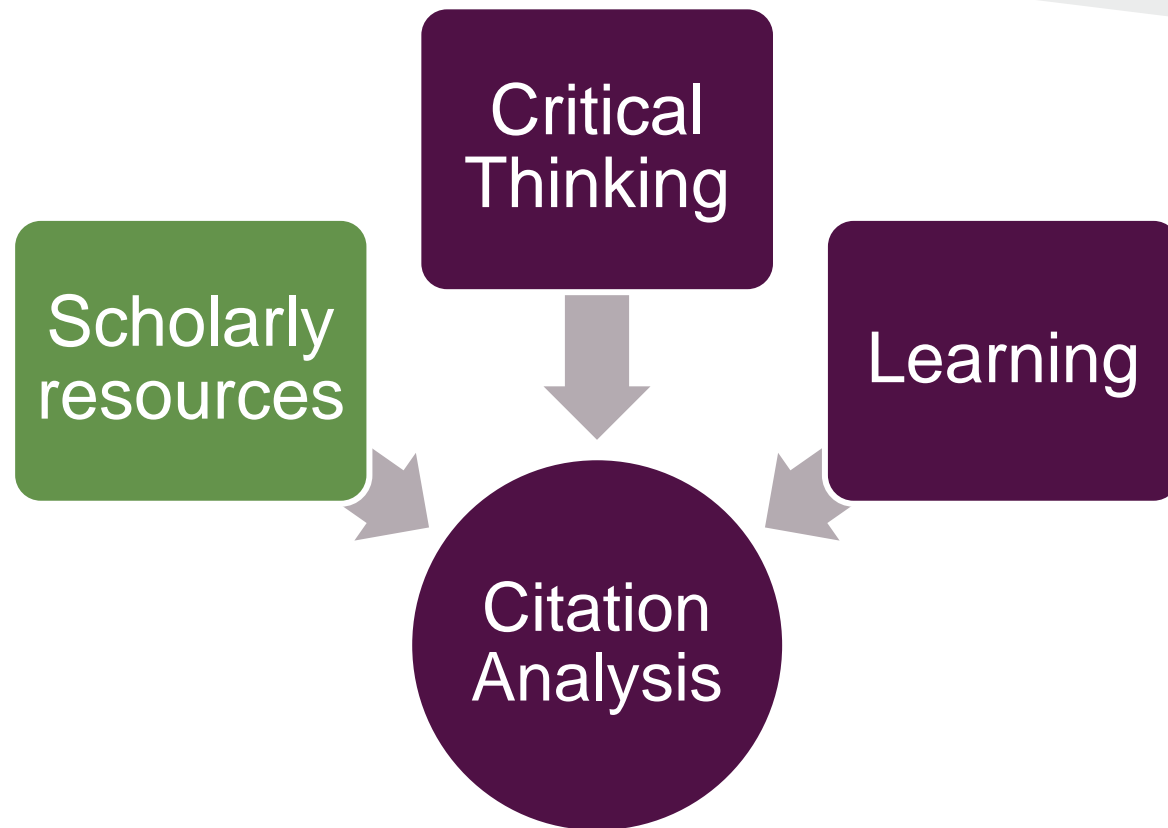 Critical
Thinking
Scholarly
resources
Learning
Citation
Analysis